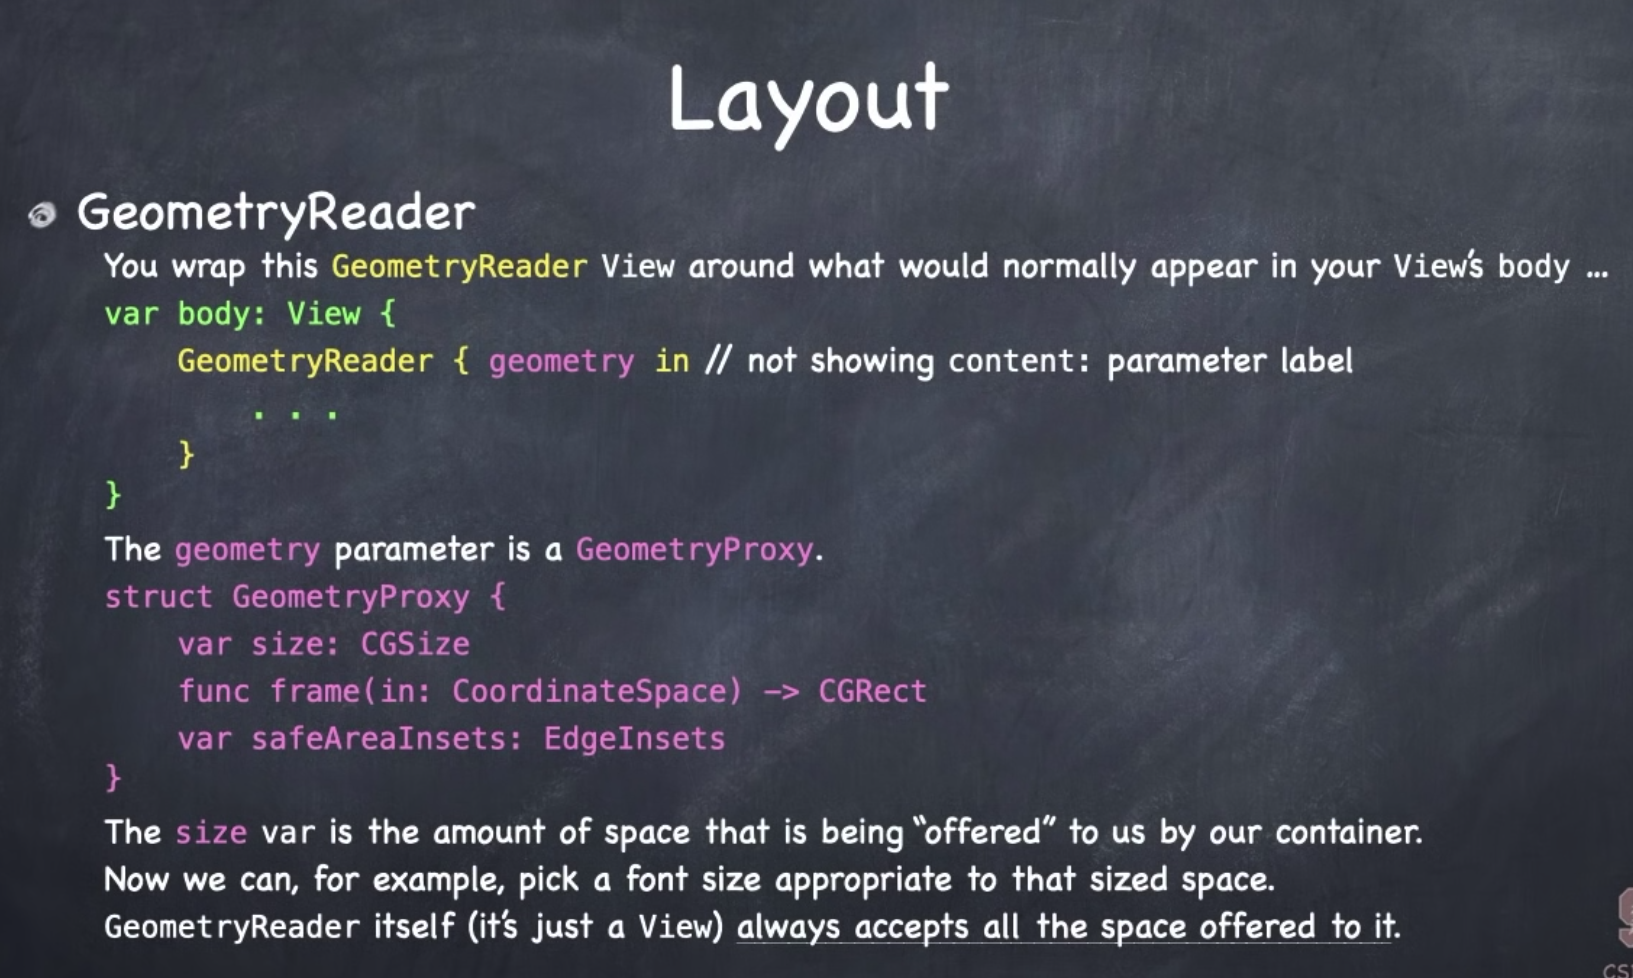 Layout
GeometryReader
You wrap this GeometryReader View around what would normally appear in your View's body ...
var body: View {
GeometryReader { geometry in // not showing content: parameter label
. . .
}
}
The geometry parameter is a GeometryProxy.
struct GeometryProxy {
var size: CGSize
func frame(in: CoordinateSpace) -> CGRect
var safeAreaInsets: EdgeInsets
}
The size var is the amount of space that is being “offered” to us by our container.
Now we can, for example, pick a font size appropriate to that sized space.
GeometryReader itself (it's just a View) always accepts all the space offered to it.